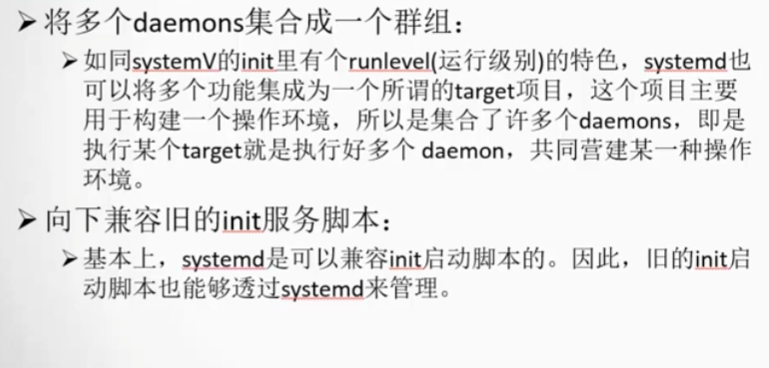 ➢ 将多个daemons集合成一个群组：
➢ 如同systemV的init里有个runlevel(运行级别)的特色，systemd也
可以将多个功能集成为一个所谓的target项目，这个项目主要
用于构建一个操作环境，所以是集合了许多个daemons，即是
执行某个target就是执行好多个 daemon，共同营建某一种操作
环境。
➢ 向下兼容旧的init服务脚本：
➢ 基本上，systemd是可以兼容init启动脚本的。因此，旧的init启
动脚本也能够透过systemd来管理。